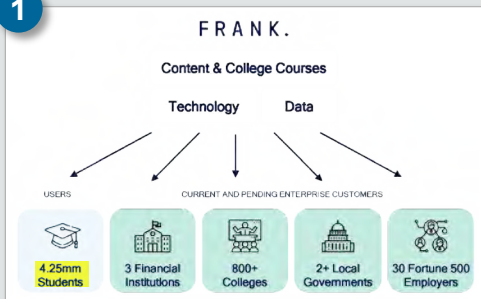 1
FRANK.
Content & College Courses
Technology Data
USERS
CURRENT AND PENDING ENTERPRISE CUSTOMERS
4.25mm
Students
3 Financial
Institutions
800+
Colleges
2+ Local
Governments
30 Fortune 500
Employers